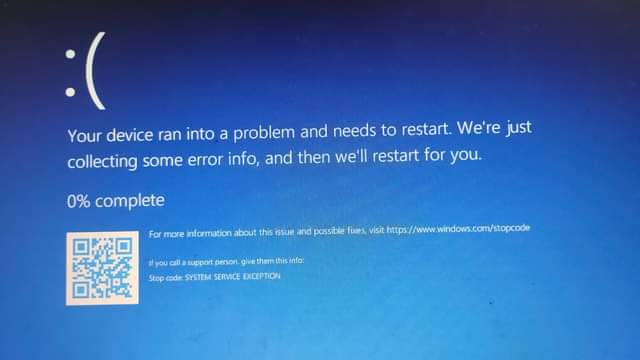 :(
Your device ran into a problem and needs to restart. We're just
collecting some error info, and then we'll restart for you.
0% complete
For more information about this issue and possible fixes, visit https://www.windows.com/stopcode
If you call a support person, give them this info:
Stop code: SYSTEM SERVICE EXCEPTION